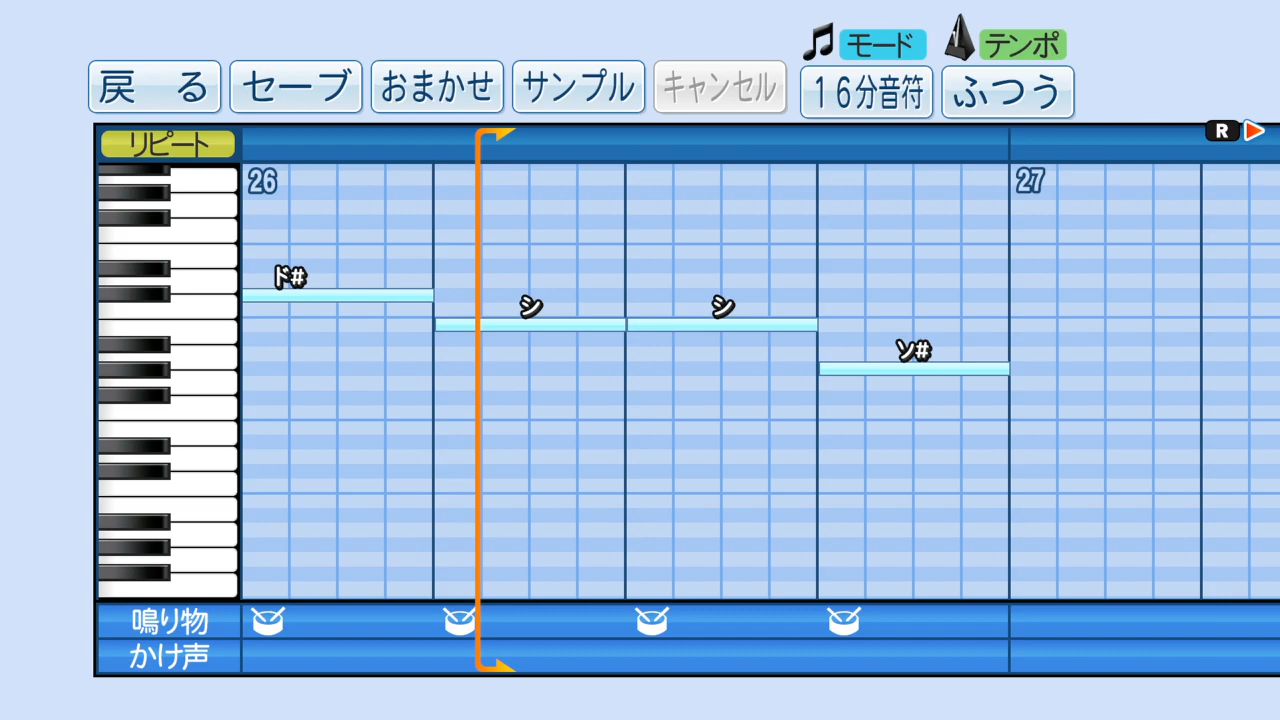 モード テンポ
戻 る セーブ おまかせ サンプル キャンセル 16分音符 ふつう
リピート R
26 27
ド#
シ シ
ソ#
鳴り物
かけ声